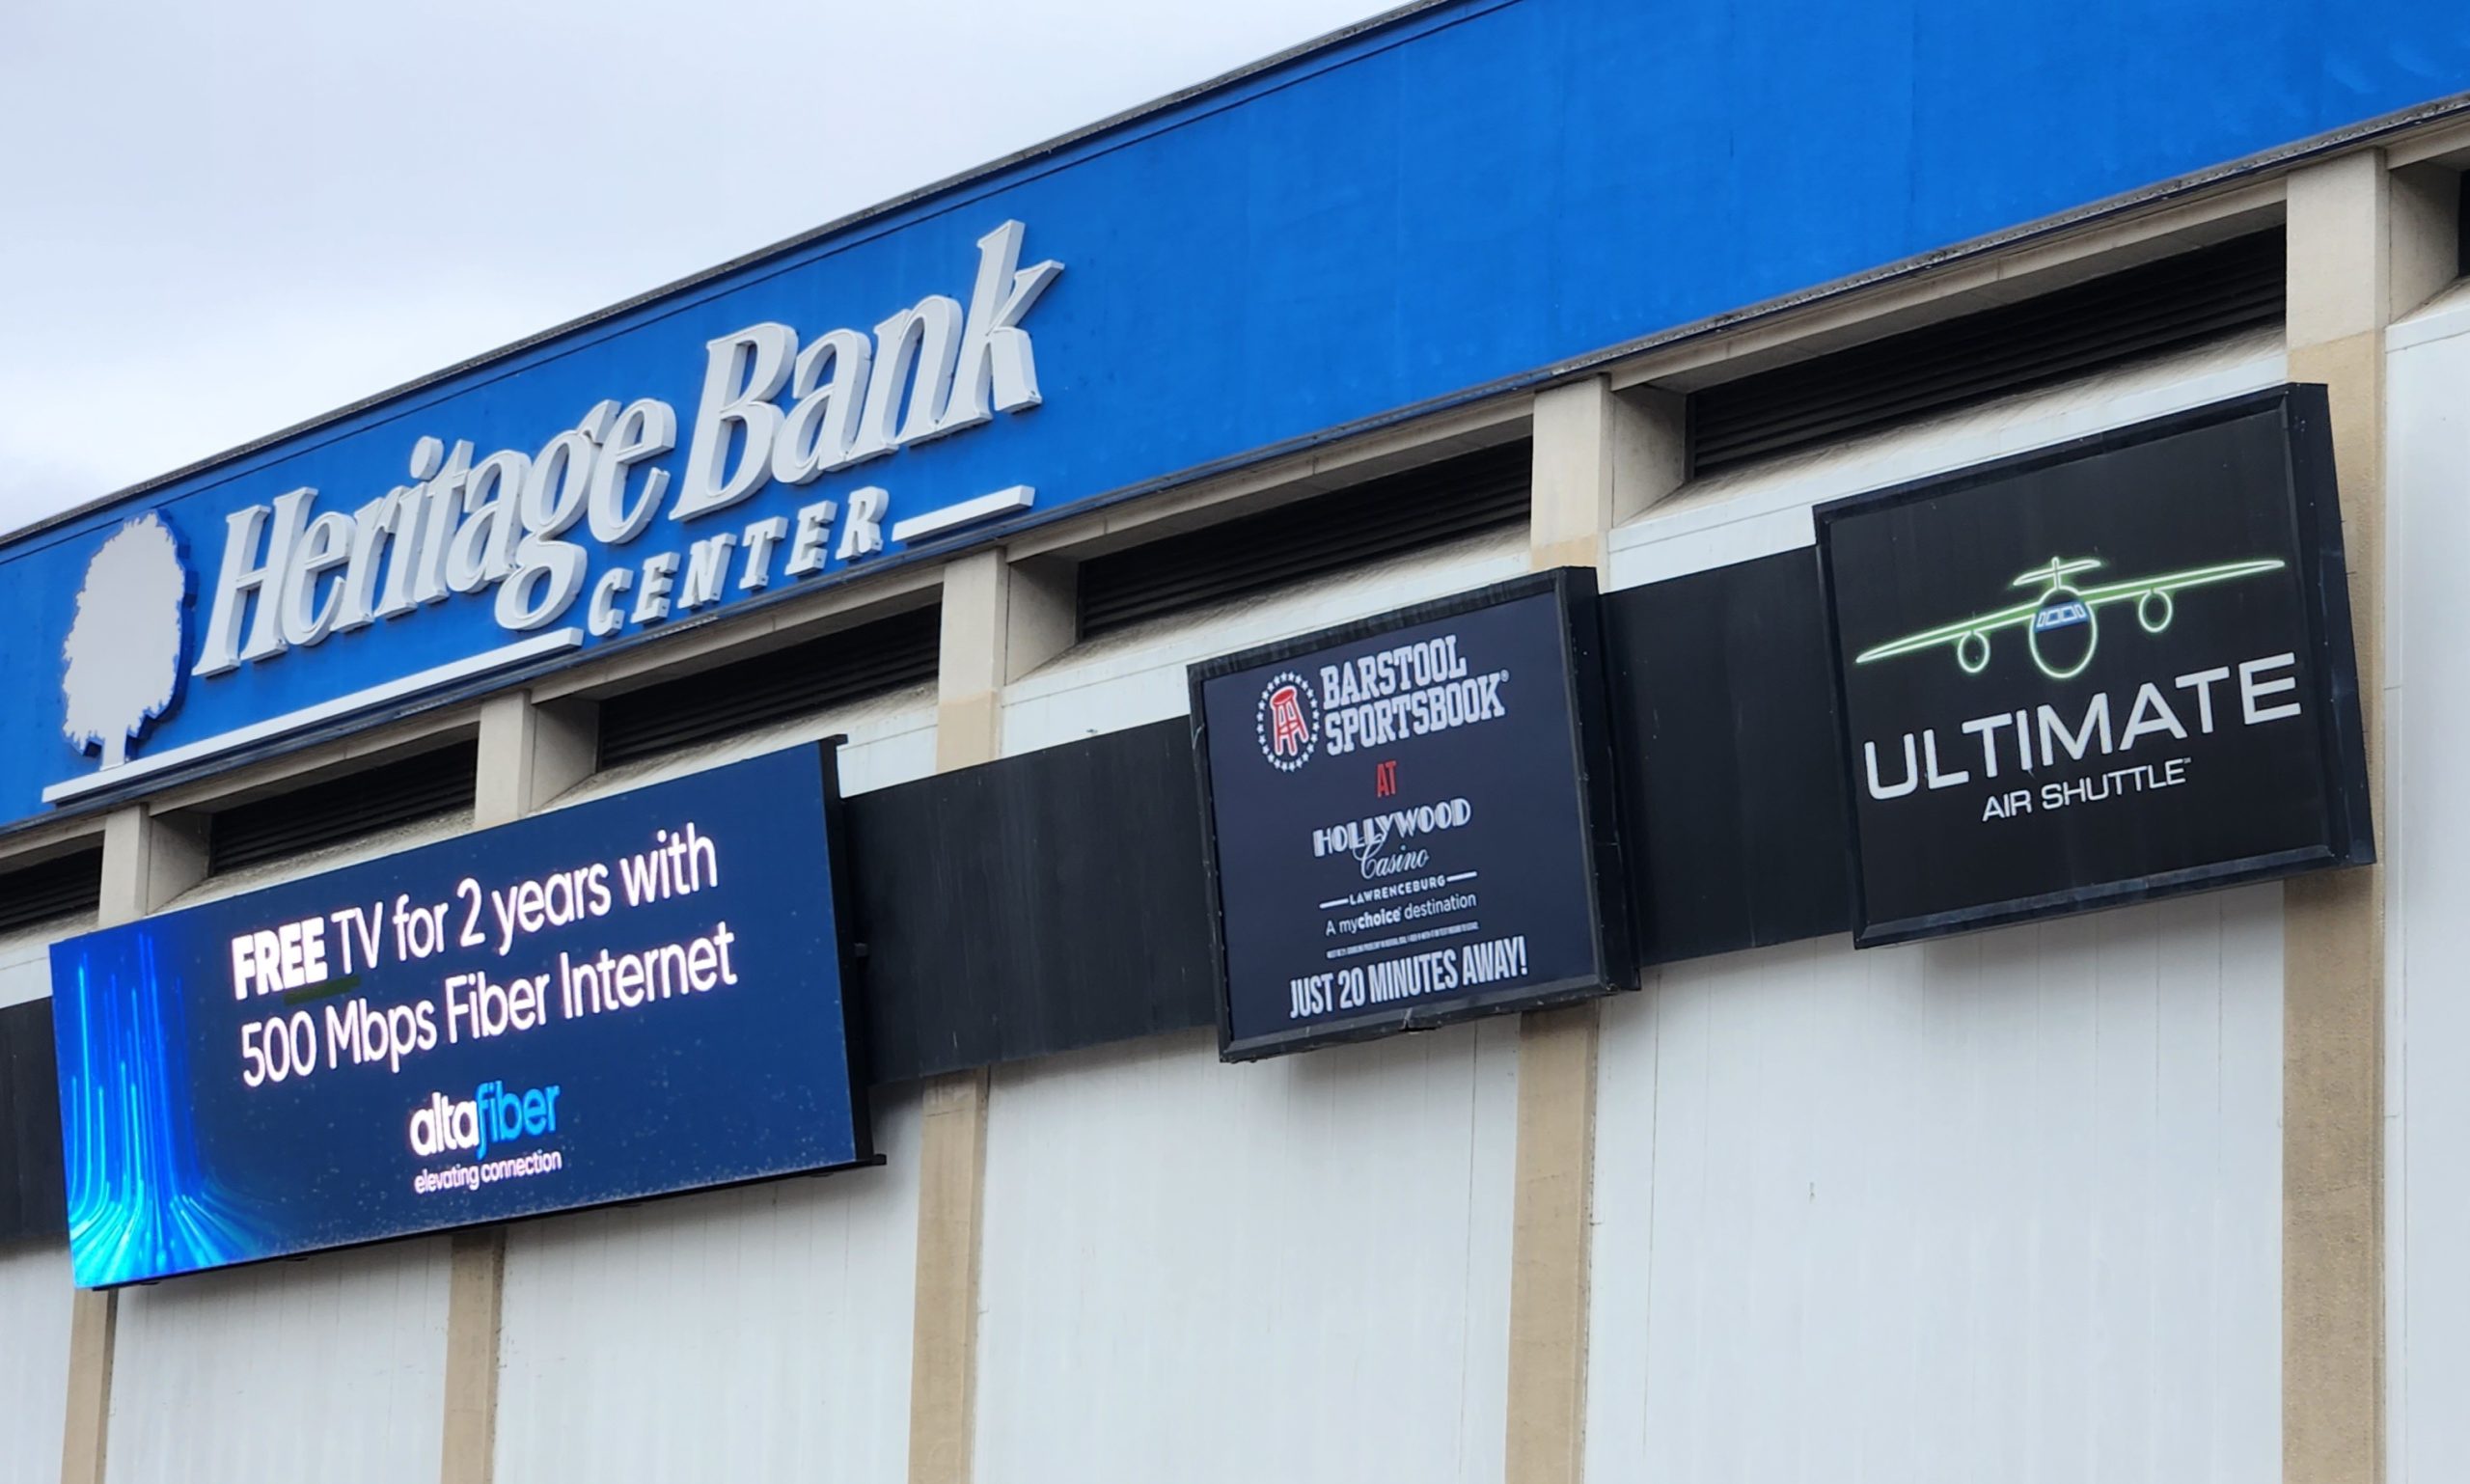 Heritage Bank
CENTER
FREE TV for 2 years with
500 Mbps Fiber Internet
altafiber
elevating connection
BARSTOOL
SPORTSBOOK®
AT
HOLLYWOOD
Casino
LAWRENCEBURG
A mychoice® destination
JUST 20 MINUTES AWAY!
ULTIMATE
AIR SHUTTLE™